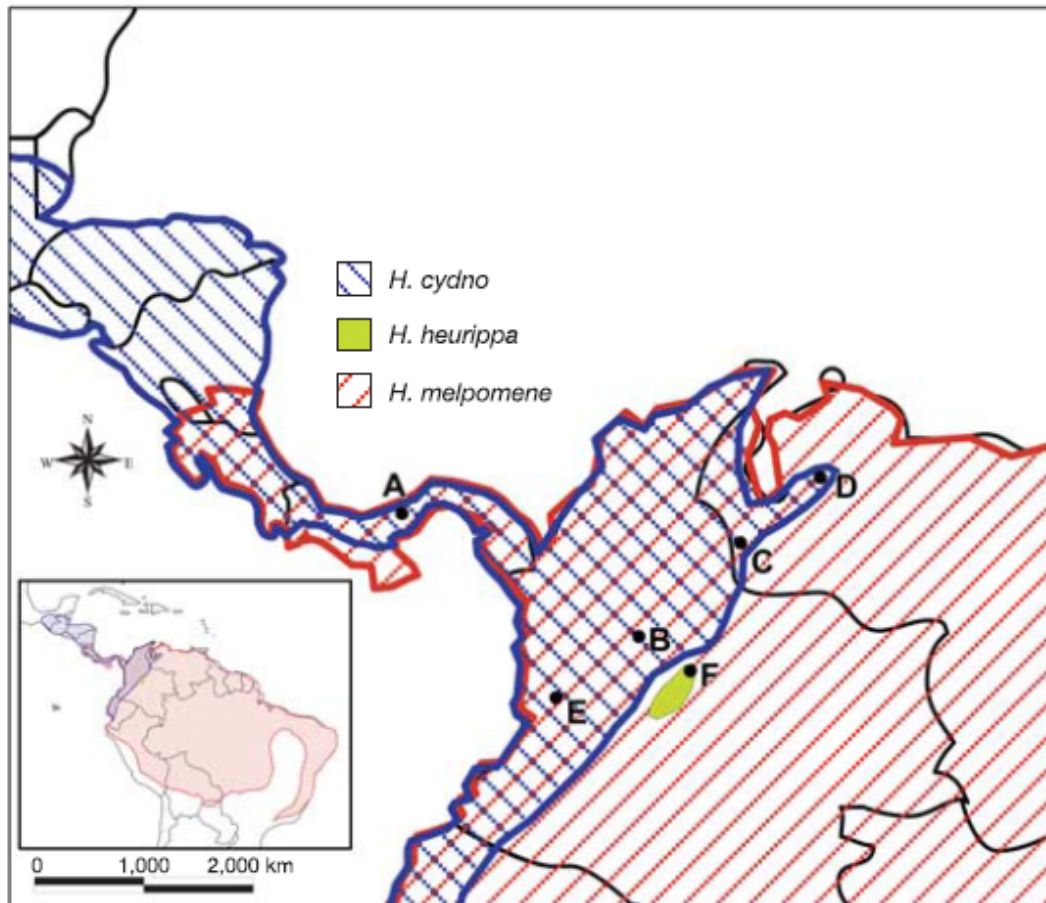 H. cydno
H. heurippa
H. melpomene
N
W E
S
A
D
C
B
F
E
0 1,000 2,000 km